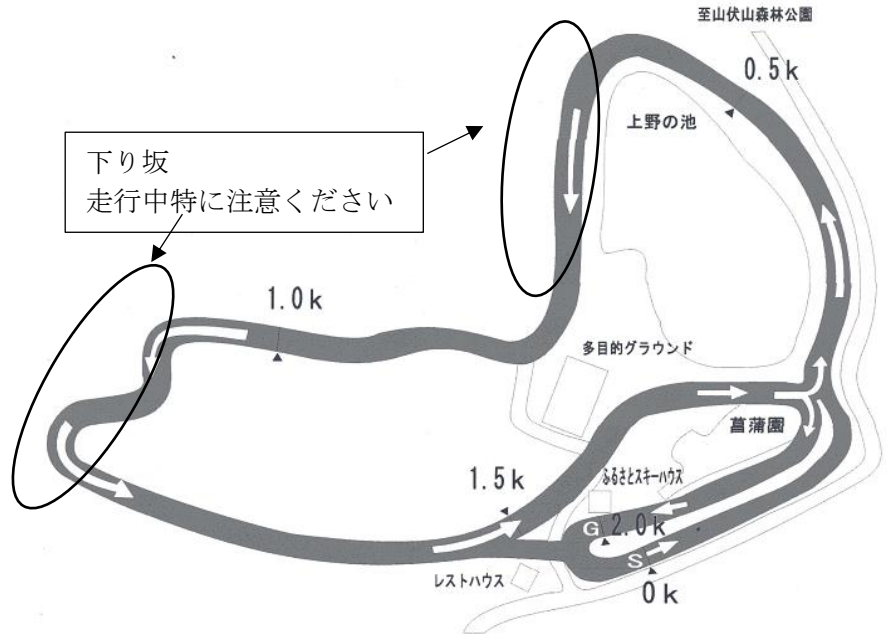 至山伏山森林公園
0.5k
上野の池
下り坂
走行中特に注意ください
1.0k
多目的グラウンド
菖蒲園
1.5k
ふるさとスキーハウス
G
2.0k
S
レストハウス
0k